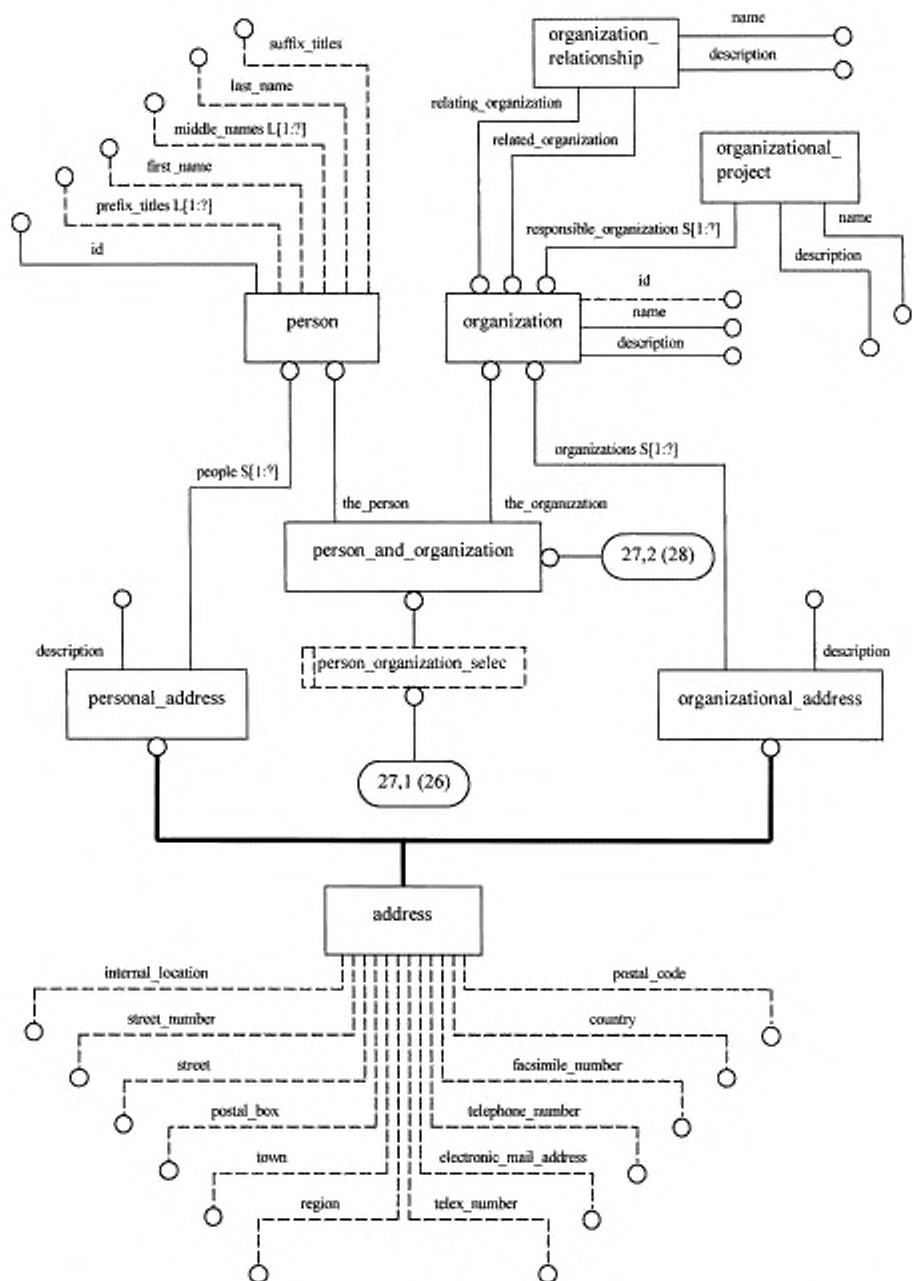 suffix_titles
last_name
middle_names L[1:?]
first_name
prefix_titles L[1:?]
id
person
organization_
relationship
name
description
relating_organization
related_organization
organizational_
project
name
description
responsible_organization S[1:?]
organization
id
name
description
people S[1:?]
the_person
the_organization
organizations S[1:?]
person_and_organization
27,2 (28)
description
personal_address
person_organization_selec
27,1 (26)
description
organizational_address
address
internal_location
postal_code
street_number
country
street
facsimile_number
postal_box
telephone_number
town
electronic_mail_address
region
telex_number